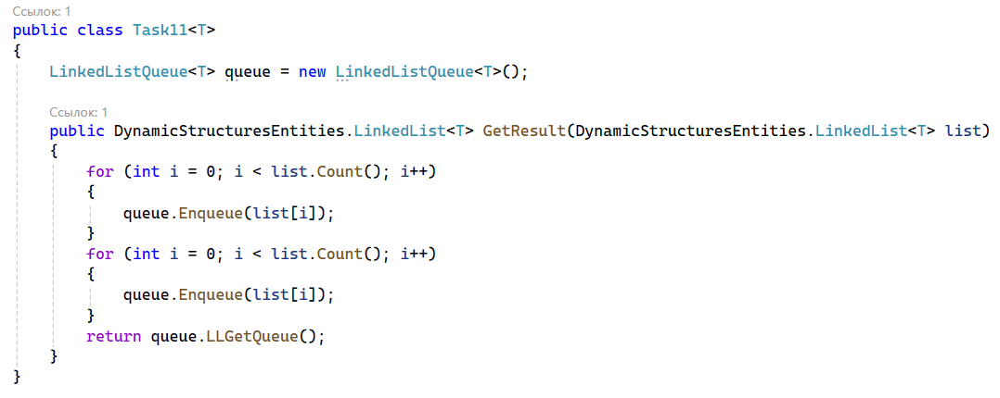 Ссылок: 1
public class Task11<T>
{
    LinkedListQueue<T> queue = new LinkedListQueue<T>();
    Ссылок: 1
    public DynamicStructuresEntities.LinkedList<T> GetResult(DynamicStructuresEntities.LinkedList<T> list)
    {
        for (int i = 0; i < list.Count(); i++)
        {
            queue.Enqueue(list[i]);
        }
        for (int i = 0; i < list.Count(); i++)
        {
            queue.Enqueue(list[i]);
        }
        return queue.LLGetQueue();
    }
}